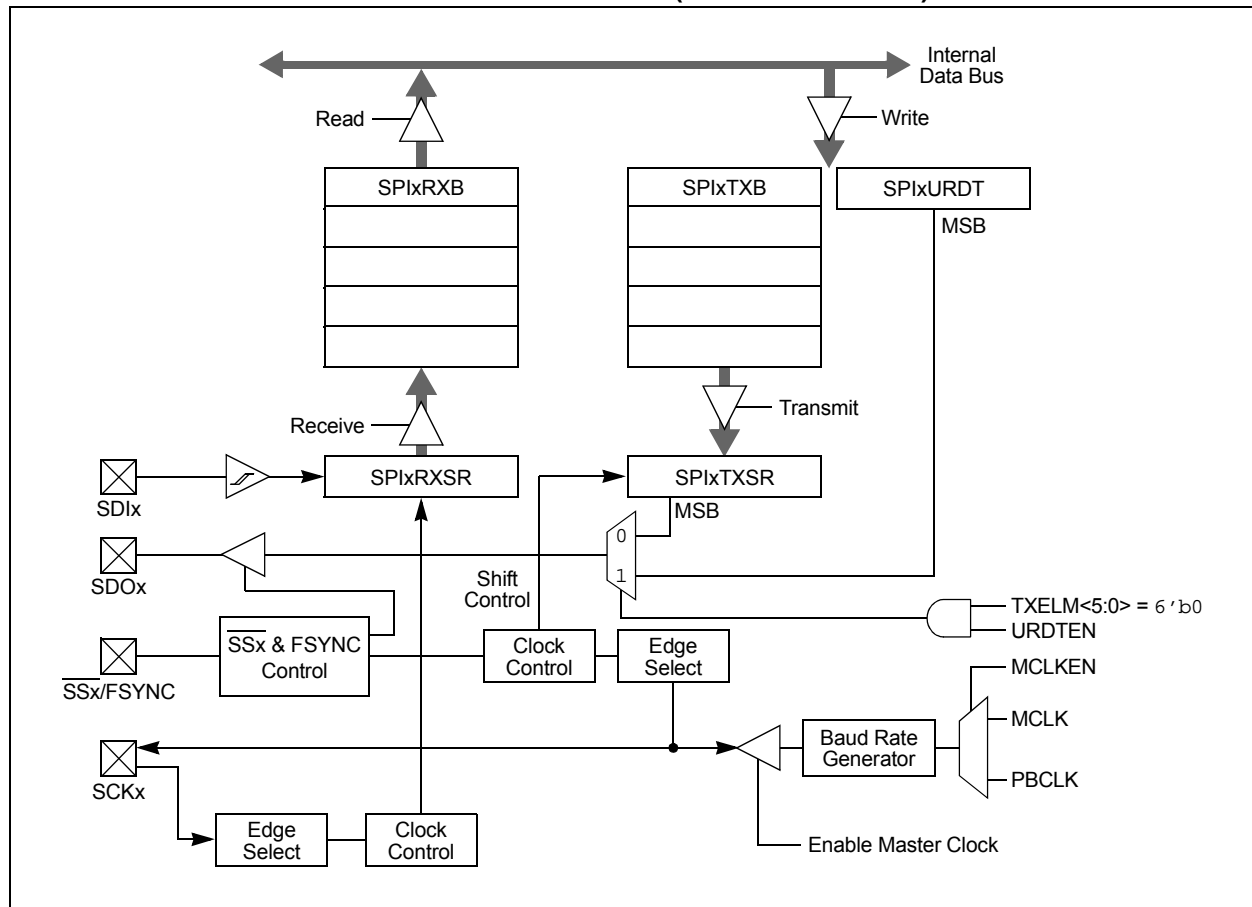 Internal
Data Bus
Read
Write
SPIxRXB
SPIxTXB
SPIxURDT
MSB
Receive
Transmit
SPIxRXSR
SPIxTXSR
SDIx
MSB
0
SDOx
1
Shift
Control
TXELM<5:0> = 6'b0
URDTEN
SSx & FSYNC
Control
Clock
Control
Edge
Select
MCLKEN
SSx/FSYNC
MCLK
Baud Rate
Generator
SCKx
PBCLK
Edge
Select
Clock
Control
Enable Master Clock